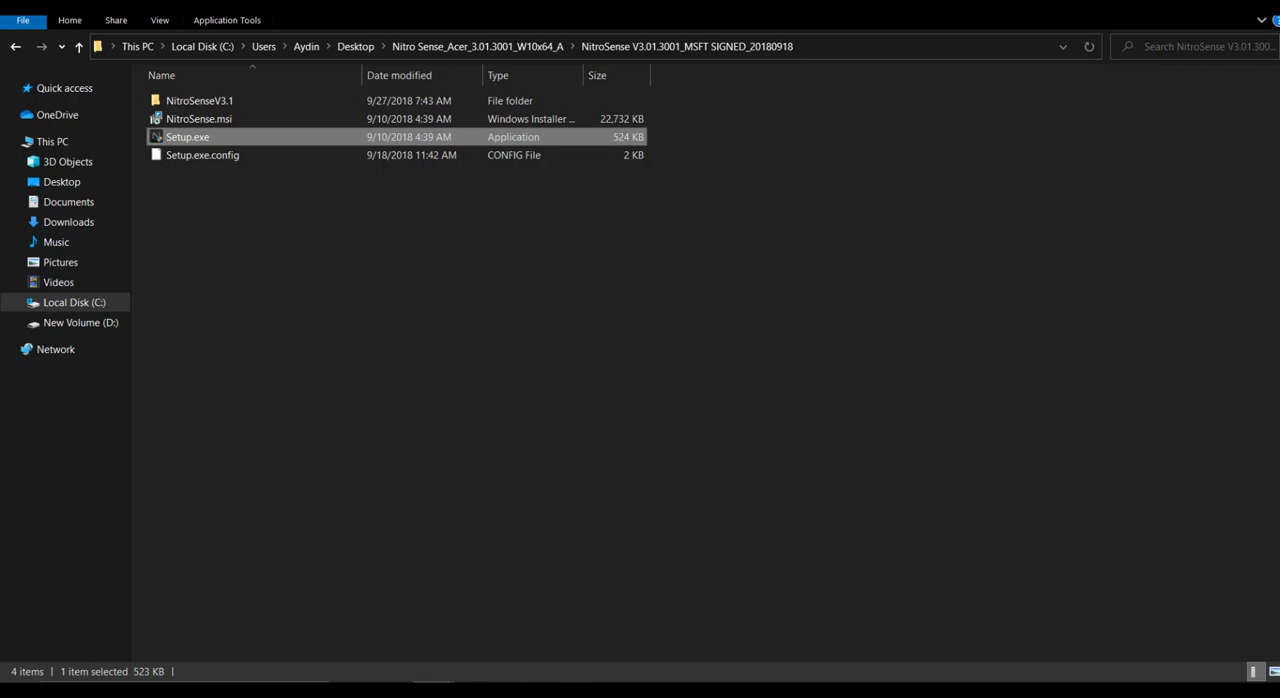 File Home Share View Application Tools
This PC Local Disk (C:) Users Aydin Desktop Nitro Sense_Acer_3.01.3001_W10x64_A NitroSense V3.01.3001_MSFT SIGNED_20180918 Search NitroSense V3.01.300...
Name Date modified Type Size
Quick access
OneDrive
This PC
3D Objects
Desktop
Documents
Downloads
Music
Pictures
Videos
Local Disk (C:)
New Volume (D:)
Network
NitroSenseV3.1 9/27/2018 7:43 AM File folder
NitroSense.msi 9/10/2018 4:39 AM Windows Installer ... 22,732 KB
Setup.exe 9/10/2018 4:39 AM Application 524 KB
Setup.exe.config 9/18/2018 11:42 AM CONFIG File 2 KB
4 items 1 item selected 523 KB